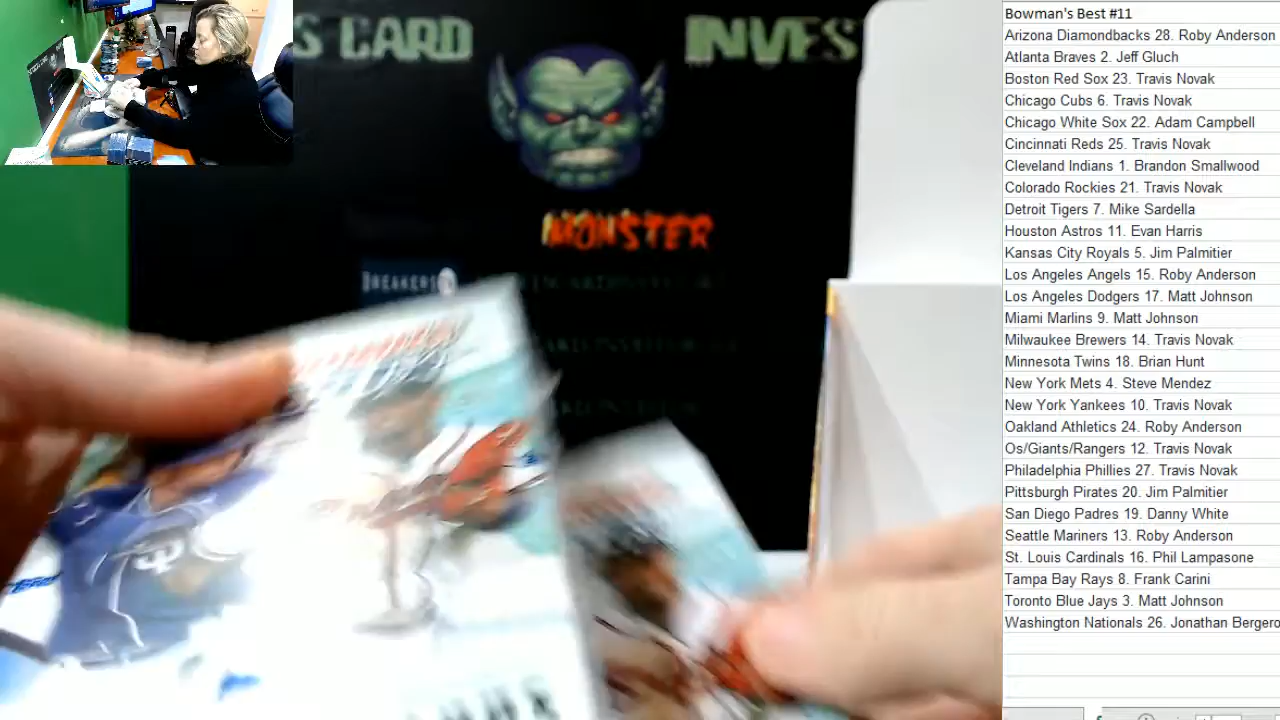 S CARD INVES
MONSTER
BREAKERS
Bowman's Best #11
Arizona Diamondbacks 28. Roby Anderson
Atlanta Braves 2. Jeff Gluch
Boston Red Sox 23. Travis Novak
Chicago Cubs 6. Travis Novak
Chicago White Sox 22. Adam Campbell
Cincinnati Reds 25. Travis Novak
Cleveland Indians 1. Brandon Smallwood
Colorado Rockies 21. Travis Novak
Detroit Tigers 7. Mike Sardella
Houston Astros 11. Evan Harris
Kansas City Royals 5. Jim Palmitier
Los Angeles Angels 15. Roby Anderson
Los Angeles Dodgers 17. Matt Johnson
Miami Marlins 9. Matt Johnson
Milwaukee Brewers 14. Travis Novak
Minnesota Twins 18. Brian Hunt
New York Mets 4. Steve Mendez
New York Yankees 10. Travis Novak
Oakland Athletics 24. Roby Anderson
Os/Giants/Rangers 12. Travis Novak
Philadelphia Phillies 27. Travis Novak
Pittsburgh Pirates 20. Jim Palmitier
San Diego Padres 19. Danny White
Seattle Mariners 13. Roby Anderson
St. Louis Cardinals 16. Phil Lampasone
Tampa Bay Rays 8. Frank Carini
Toronto Blue Jays 3. Matt Johnson
Washington Nationals 26. Jonathan Bergero